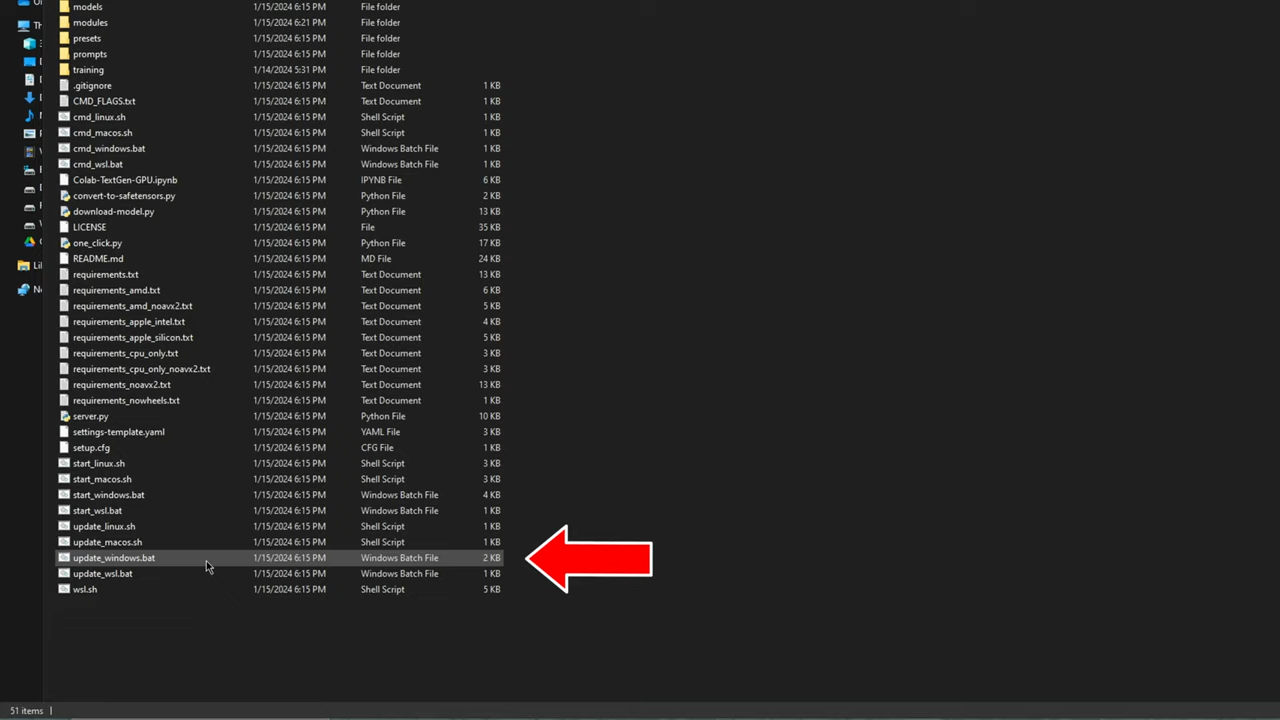 models 1/15/2024 6:15 PM File folder
modules 1/15/2024 6:21 PM File folder
presets 1/15/2024 6:15 PM File folder
prompts 1/15/2024 6:15 PM File folder
training 1/14/2024 5:31 PM File folder
.gitignore 1/15/2024 6:15 PM Text Document 1 KB
CMD_FLAGS.txt 1/15/2024 6:15 PM Text Document 1 KB
cmd_linux.sh 1/15/2024 6:15 PM Shell Script 1 KB
cmd_macos.sh 1/15/2024 6:15 PM Shell Script 1 KB
cmd_windows.bat 1/15/2024 6:15 PM Windows Batch File 1 KB
cmd_wsl.bat 1/15/2024 6:15 PM Windows Batch File 1 KB
Colab-TextGen-GPU.ipynb 1/15/2024 6:15 PM IPYNB File 6 KB
convert-to-safetensors.py 1/15/2024 6:15 PM Python File 2 KB
download-model.py 1/15/2024 6:15 PM Python File 13 KB
LICENSE 1/15/2024 6:15 PM File 35 KB
one_click.py 1/15/2024 6:15 PM Python File 17 KB
README.md 1/15/2024 6:15 PM MD File 24 KB
requirements.txt 1/15/2024 6:15 PM Text Document 13 KB
requirements_amd.txt 1/15/2024 6:15 PM Text Document 6 KB
requirements_amd_noavx2.txt 1/15/2024 6:15 PM Text Document 5 KB
requirements_apple_intel.txt 1/15/2024 6:15 PM Text Document 4 KB
requirements_apple_silicon.txt 1/15/2024 6:15 PM Text Document 5 KB
requirements_cpu_only.txt 1/15/2024 6:15 PM Text Document 3 KB
requirements_cpu_only_noavx2.txt 1/15/2024 6:15 PM Text Document 3 KB
requirements_noavx2.txt 1/15/2024 6:15 PM Text Document 13 KB
requirements_nowheels.txt 1/15/2024 6:15 PM Text Document 1 KB
server.py 1/15/2024 6:15 PM Python File 10 KB
settings-template.yaml 1/15/2024 6:15 PM YAML File 3 KB
setup.cfg 1/15/2024 6:15 PM CFG File 1 KB
start_linux.sh 1/15/2024 6:15 PM Shell Script 3 KB
start_macos.sh 1/15/2024 6:15 PM Shell Script 3 KB
start_windows.bat 1/15/2024 6:15 PM Windows Batch File 4 KB
start_wsl.bat 1/15/2024 6:15 PM Windows Batch File 1 KB
update_linux.sh 1/15/2024 6:15 PM Shell Script 1 KB
update_macos.sh 1/15/2024 6:15 PM Shell Script 1 KB
update_windows.bat 1/15/2024 6:15 PM Windows Batch File 2 KB
update_wsl.bat 1/15/2024 6:15 PM Windows Batch File 1 KB
wsl.sh 1/15/2024 6:15 PM Shell Script 5 KB
51 items